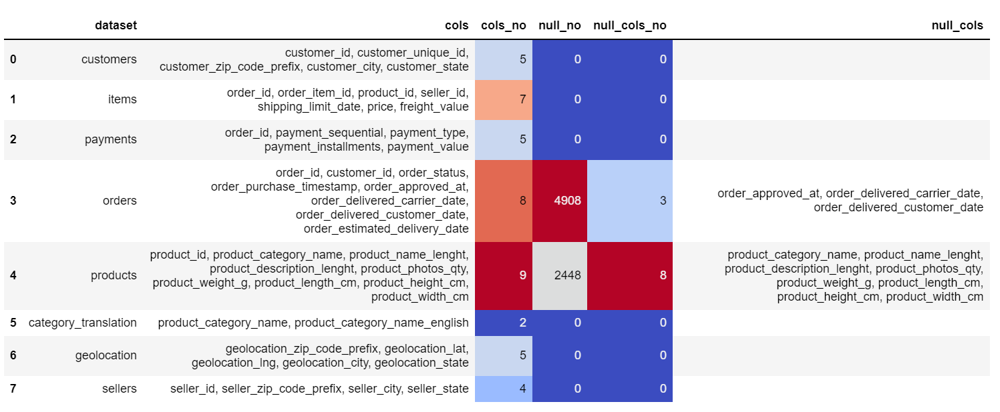 dataset cols cols_no null_no null_cols_no null_cols
customer_id, customer_unique_id,
0 customers customer_zip_code_prefix, customer_city, customer_state 5 0 0
order_id, order_item_id, product_id, seller_id,
1 items shipping_limit_date, price, freight_value 7 0 0
order_id, payment_sequential, payment_type,
2 payments payment_installments, payment_value 5 0 0
order_id, customer_id, order_status,
order_purchase_timestamp, order_approved_at,
3 orders order_delivered_carrier_date, 8 4908 3 order_approved_at, order_delivered_carrier_date,
order_delivered_customer_date, order_delivered_customer_date
order_estimated_delivery_date
product_id, product_category_name, product_name_lenght, product_category_name, product_name_lenght,
product_description_lenght, product_photos_qty, product_description_lenght, product_photos_qty,
4 products product_weight_g, product_length_cm, product_height_cm, 9 2448 8 product_weight_g, product_length_cm,
product_width_cm product_height_cm, product_width_cm
5 category_translation product_category_name, product_category_name_english 2 0 0
geolocation_zip_code_prefix, geolocation_lat,
6 geolocation geolocation_lng, geolocation_city, geolocation_state 5 0 0
7 sellers seller_id, seller_zip_code_prefix, seller_city, seller_state 4 0 0